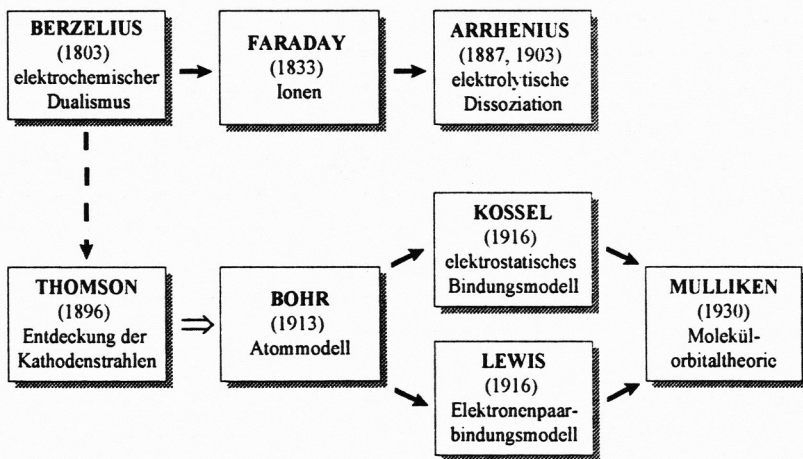 BERZELIUS
(1803)
elektrochemischer
Dualismus
FARADAY
(1833)
Ionen
ARRHENIUS
(1887, 1903)
elektrolytische
Dissoziation
THOMSON
(1896)
Entdeckung der
Kathodenstrahlen
BOHR
(1913)
Atommodell
KOSSEL
(1916)
elektrostatisches
Bindungsmodell
LEWIS
(1916)
Elektronenpaar-
bindungsmodell
MULLIKEN
(1930)
Molekül-
orbitaltheorie